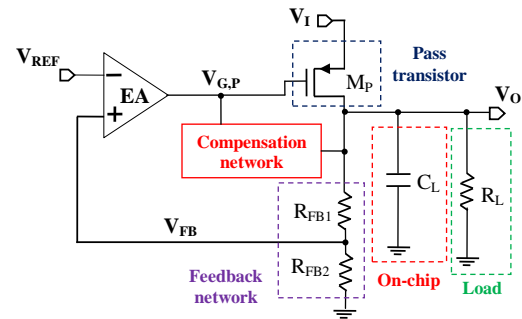 V_I
V_REF
EA
V_G,P
M_P
Pass
transistor
V_O
Compensation
network
C_L
R_L
R_FB1
V_FB
R_FB2
Feedback
network
On-chip
Load